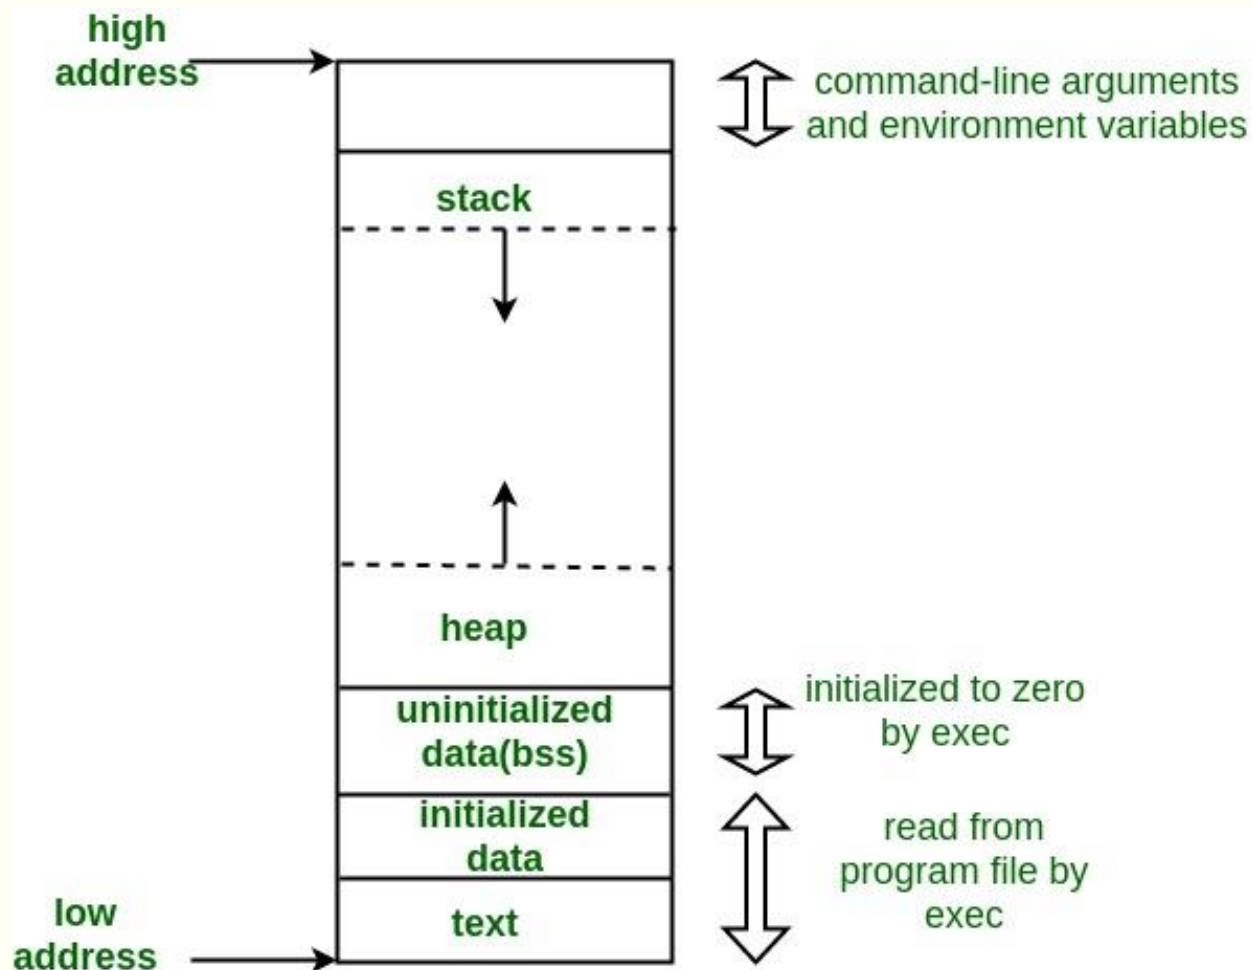 high
address
command-line arguments
and environment variables
stack
heap
uninitialized
data(bss)
initialized to zero
by exec
initialized
data
read from
program file by
exec
text
low
address